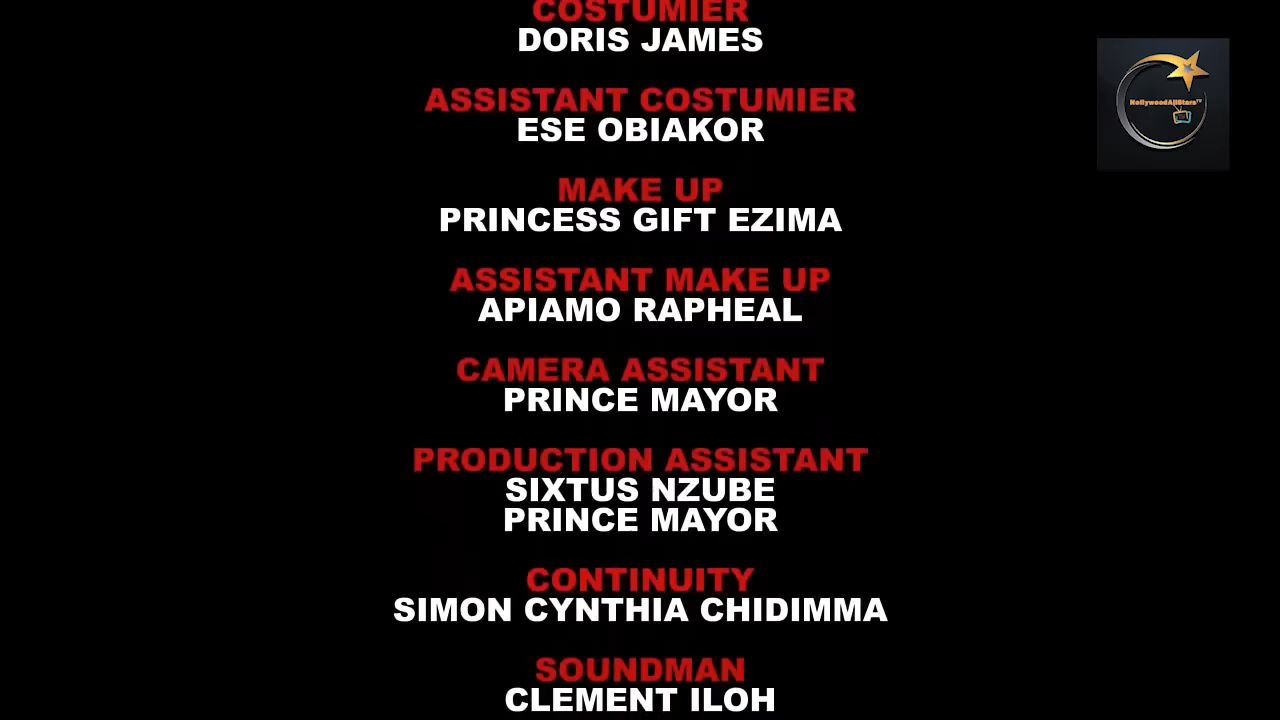 COSTUMIER
DORIS JAMES
ASSISTANT COSTUMIER
ESE OBIAKOR
MAKE UP
PRINCESS GIFT EZIMA
ASSISTANT MAKE UP
APIAMO RAPHEAL
CAMERA ASSISTANT
PRINCE MAYOR
PRODUCTION ASSISTANT
SIXTUS NZUBE
PRINCE MAYOR
CONTINUITY
SIMON CYNTHIA CHIDIMMA
SOUNDMAN
CLEMENT ILOH
NollywoodAllStars™